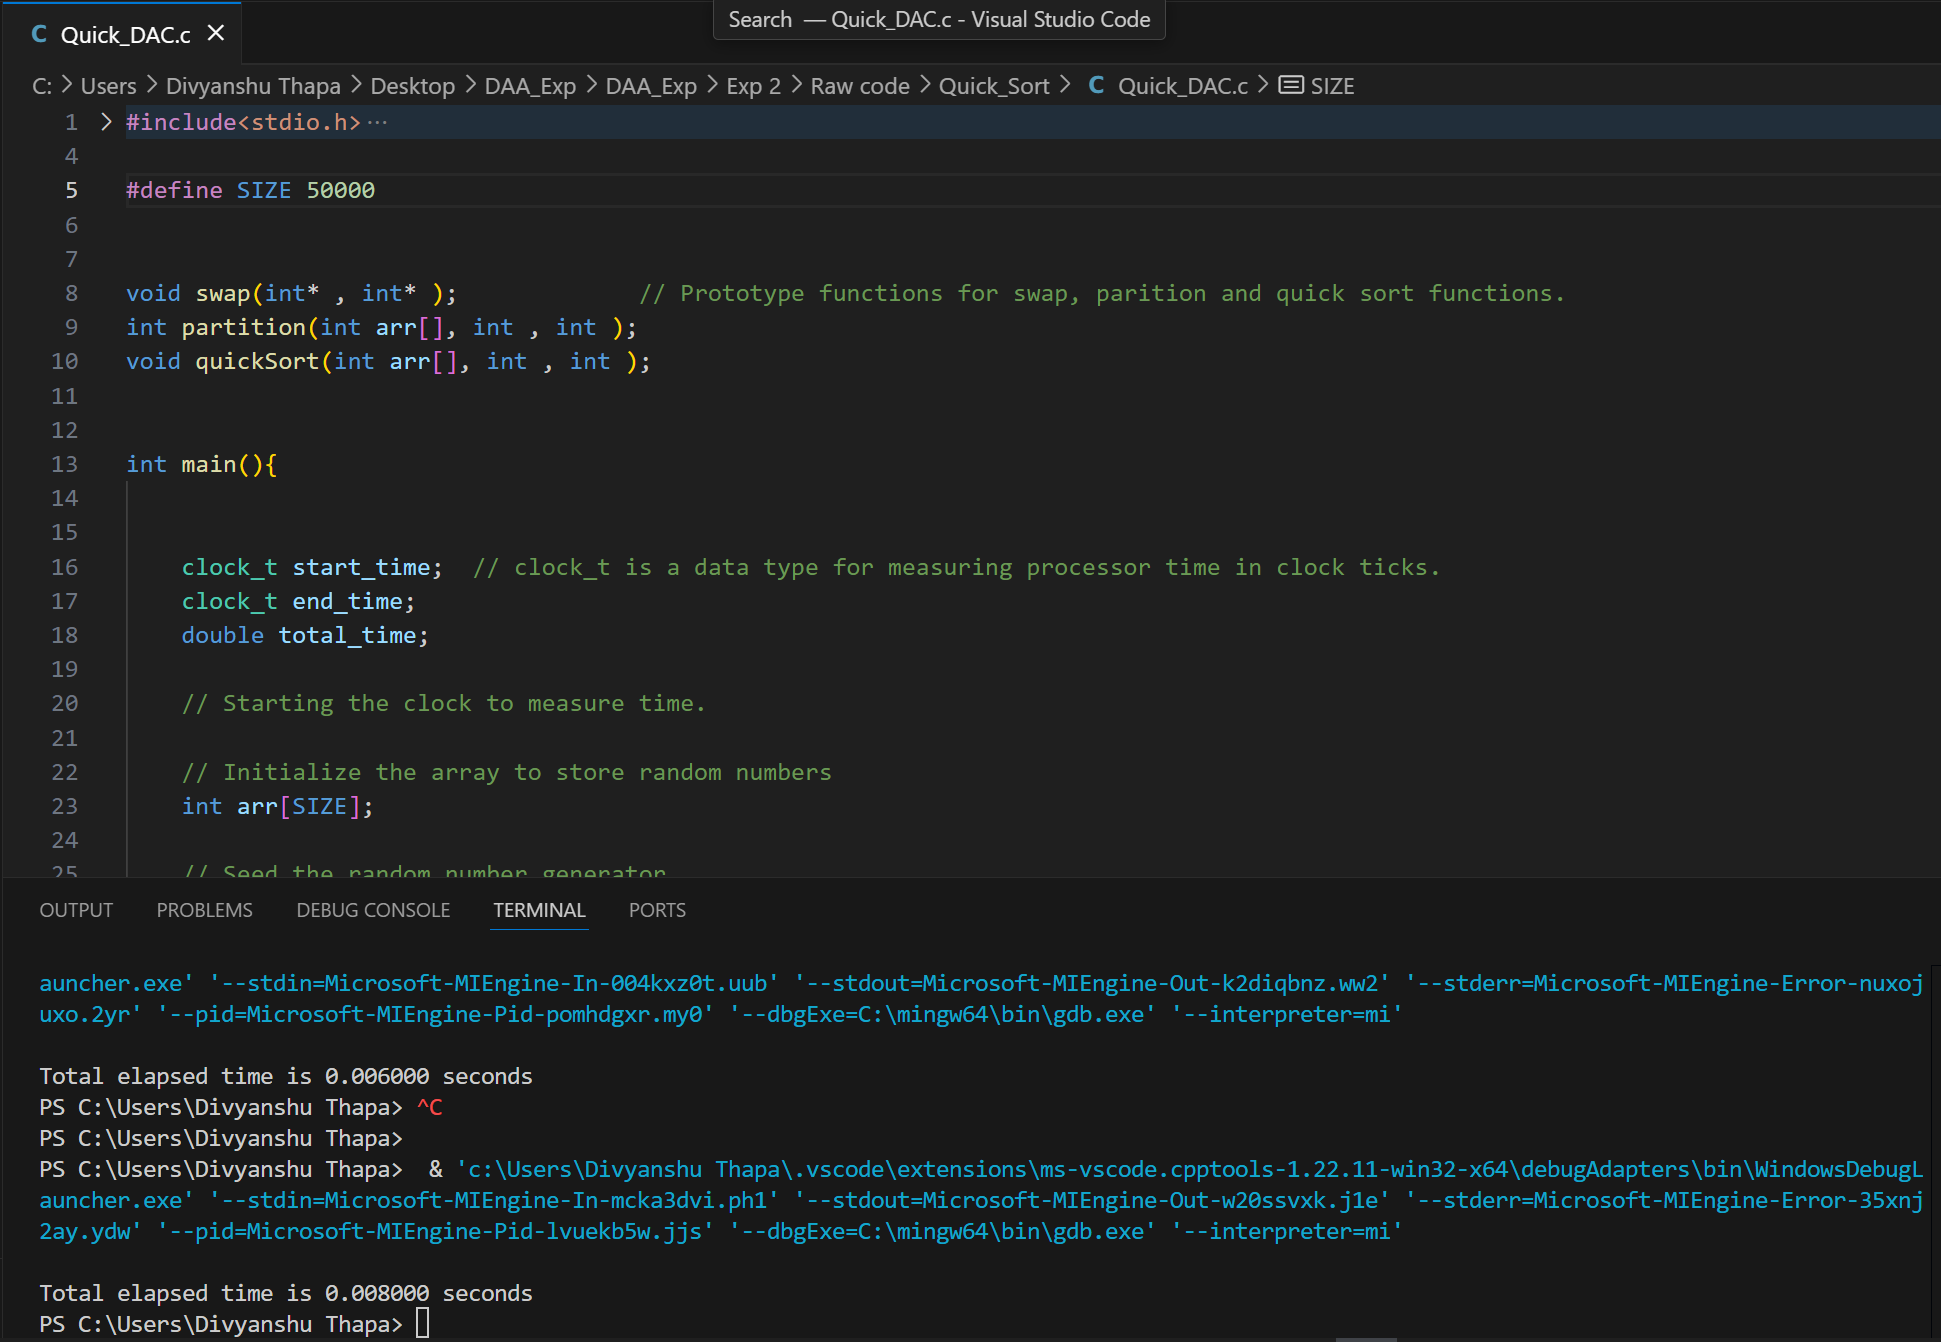 Search — Quick_DAC.c - Visual Studio Code
C Quick_DAC.c ×
C: > Users > Divyanshu Thapa > Desktop > DAA_Exp > DAA_Exp > Exp 2 > Raw code > Quick_Sort > C Quick_DAC.c > SIZE
1 > #include<stdio.h> ···
4
5 #define SIZE 50000
6
7
8 void swap(int* , int* ); // Prototype functions for swap, parition and quick sort functions.
9 int partition(int arr[], int , int );
10 void quickSort(int arr[], int , int );
11
12
13 int main(){
14
15
16 clock_t start_time; // clock_t is a data type for measuring processor time in clock ticks.
17 clock_t end_time;
18 double total_time;
19
20 // Starting the clock to measure time.
21
22 // Initialize the array to store random numbers
23 int arr[SIZE];
24
25 // Seed the random number generator
OUTPUT PROBLEMS DEBUG CONSOLE TERMINAL PORTS
auncher.exe' '--stdin=Microsoft-MIEngine-In-004kxz0t.uub' '--stdout=Microsoft-MIEngine-Out-k2diqbnz.ww2' '--stderr=Microsoft-MIEngine-Error-nuxoj
uxo.2yr' '--pid=Microsoft-MIEngine-Pid-pomhdgxr.my0' '--dbgExe=C:\mingw64\bin\gdb.exe' '--interpreter=mi'
Total elapsed time is 0.006000 seconds
PS C:\Users\Divyanshu Thapa> ^C
PS C:\Users\Divyanshu Thapa>
PS C:\Users\Divyanshu Thapa>  & 'c:\Users\Divyanshu Thapa\.vscode\extensions\ms-vscode.cpptools-1.22.11-win32-x64\debugAdapters\bin\WindowsDebugL
auncher.exe' '--stdin=Microsoft-MIEngine-In-mcka3dvi.ph1' '--stdout=Microsoft-MIEngine-Out-w20ssvxk.j1e' '--stderr=Microsoft-MIEngine-Error-35xnj
2ay.ydw' '--pid=Microsoft-MIEngine-Pid-lvuekb5w.jjs' '--dbgExe=C:\mingw64\bin\gdb.exe' '--interpreter=mi'
Total elapsed time is 0.008000 seconds
PS C:\Users\Divyanshu Thapa>